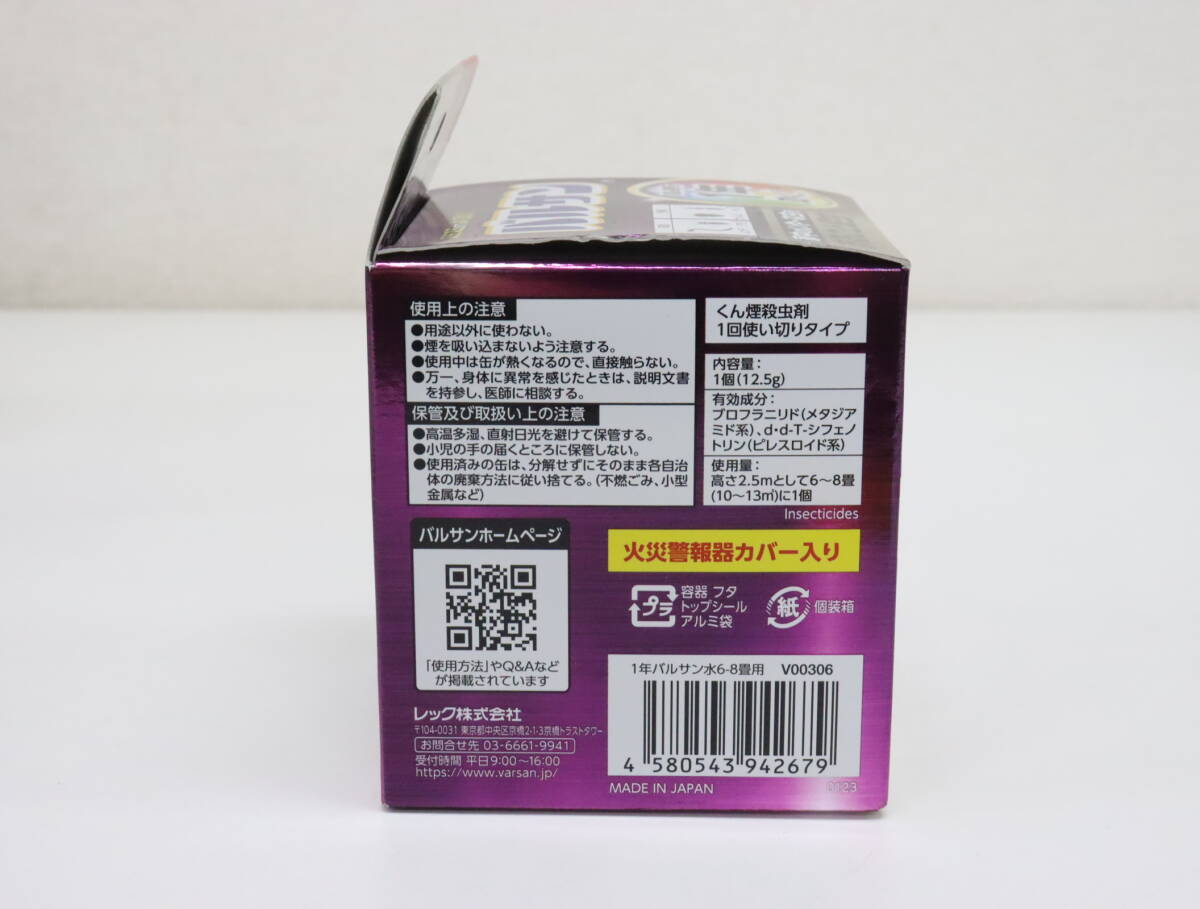 バルサン
使用上の注意
●用途以外に使わない。
●煙を吸い込まないよう注意する。
●使用中は缶が熱くなるので、直接触らない。
●万一、身体に異常を感じたときは、説明文書
を持参し、医師に相談する。
保管及び取扱い上の注意
●高温多湿、直射日光を避けて保管する。
●小児の手の届くところに保管しない。
●使用済みの缶は、分解せずにそのまま各自治
体の廃棄方法に従い捨てる。(不燃ごみ、小型
金属など)
くん煙殺虫剤
1回使い切りタイプ
内容量:
1個(12.5g)
有効成分:
ブロフラニリド(メタジア
ミド系)、d・d-T-シフェノ
トリン(ピレスロイド系)
使用量:
高さ2.5mとして6~8畳
(10~13㎡)に1個
Insecticides
バルサンホームページ
「使用方法」やQ&Aなど
が掲載されています
火災警報器カバー入り
プラ
容器 フタ
トップシール
アルミ袋
紙
個装箱
レック株式会社
〒104-0031 東京都中央区京橋2-1-3京橋トラストタワー
お問合せ先 03-6661-9941
受付時間 平日9:00~16:00
https://www.varsan.jp/
1年バルサン水6-8畳用 V00306
4 580543 942679
MADE IN JAPAN
0123